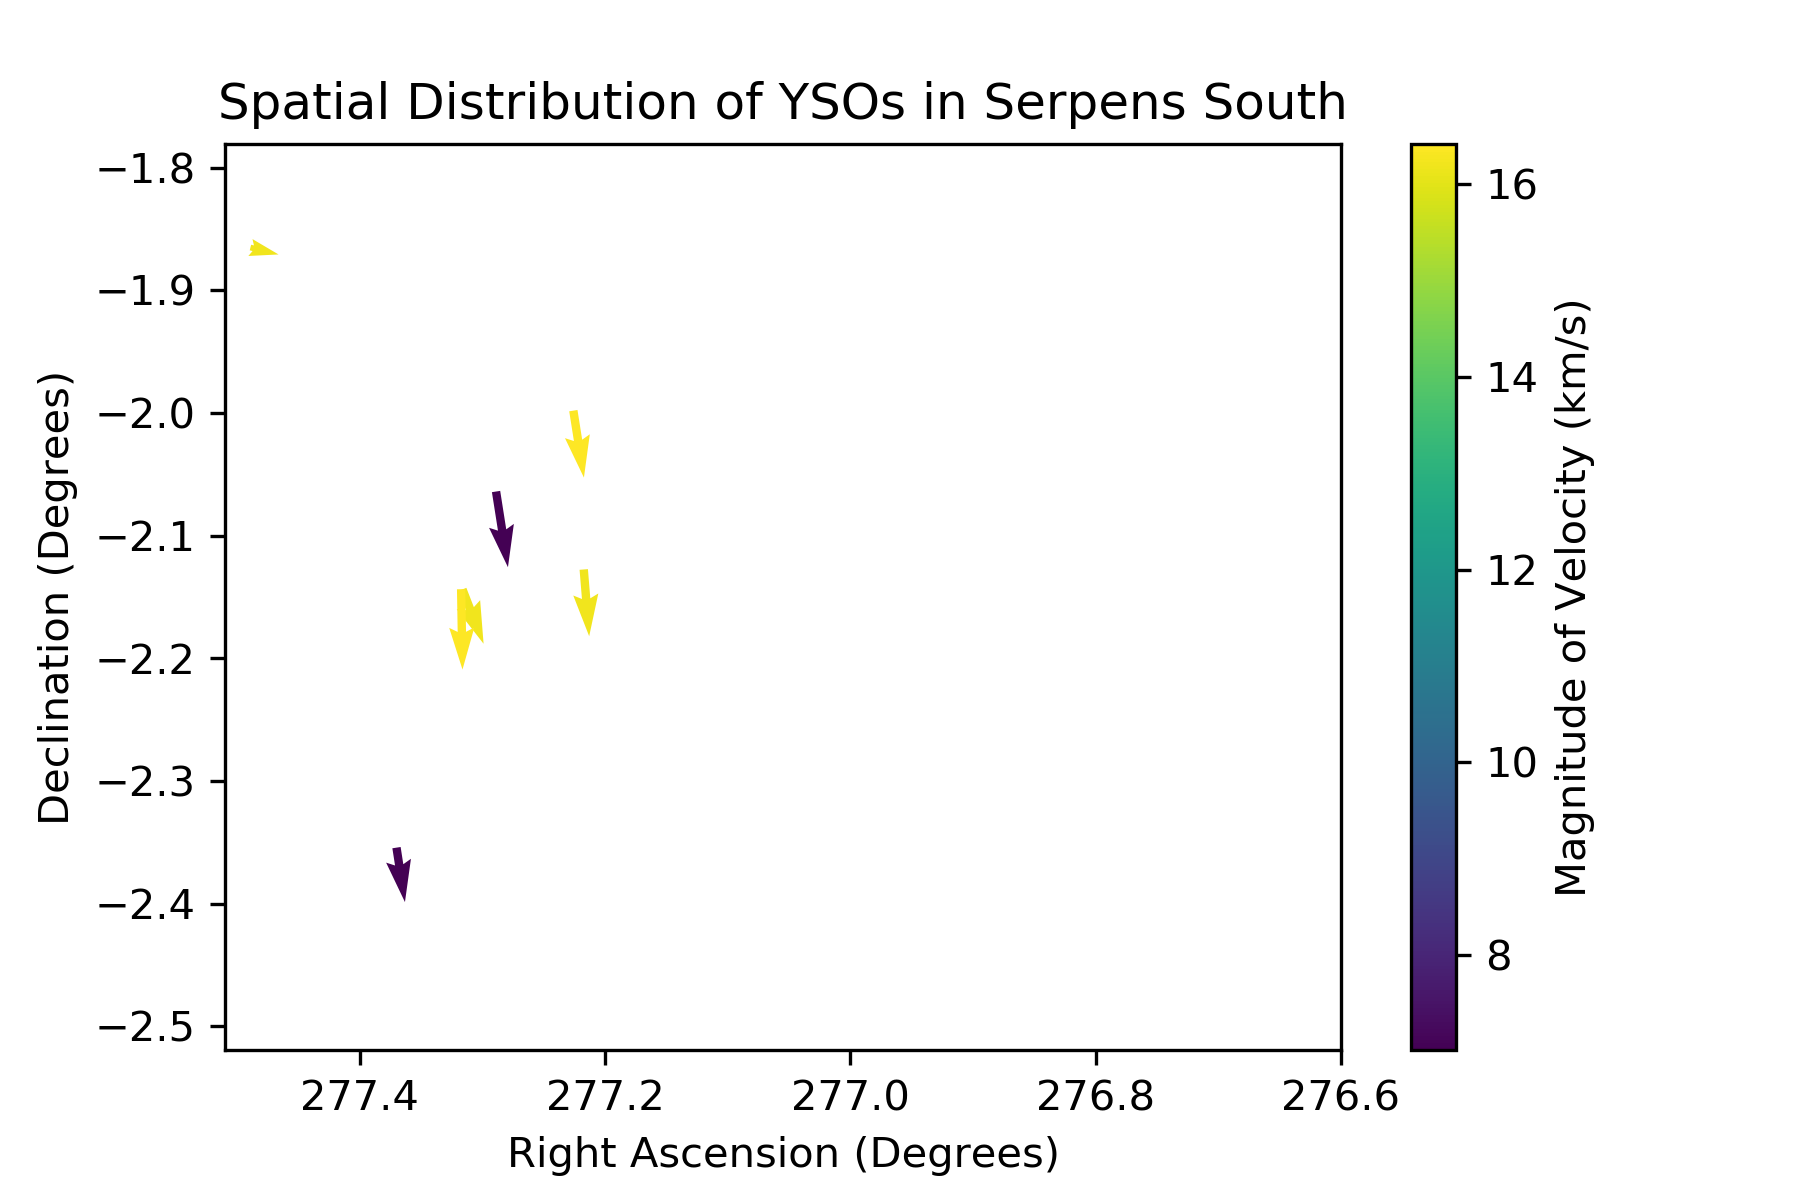 Spatial Distribution of YSOs in Serpens South
−1.8
−1.9
−2.0
−2.1
−2.2
−2.3
−2.4
−2.5
Declination (Degrees)
277.4 277.2 277.0 276.8 276.6
Right Ascension (Degrees)
16
14
12
10
8
Magnitude of Velocity (km/s)